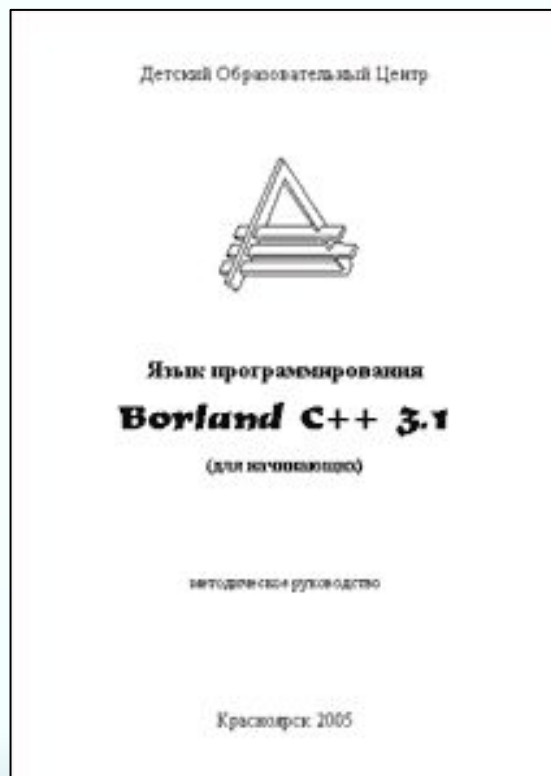 Детский Образовательный Центр
Язык программирования
Borland C++ 3.1
(для начинающих)
методическое руководство
Красноярск 2005